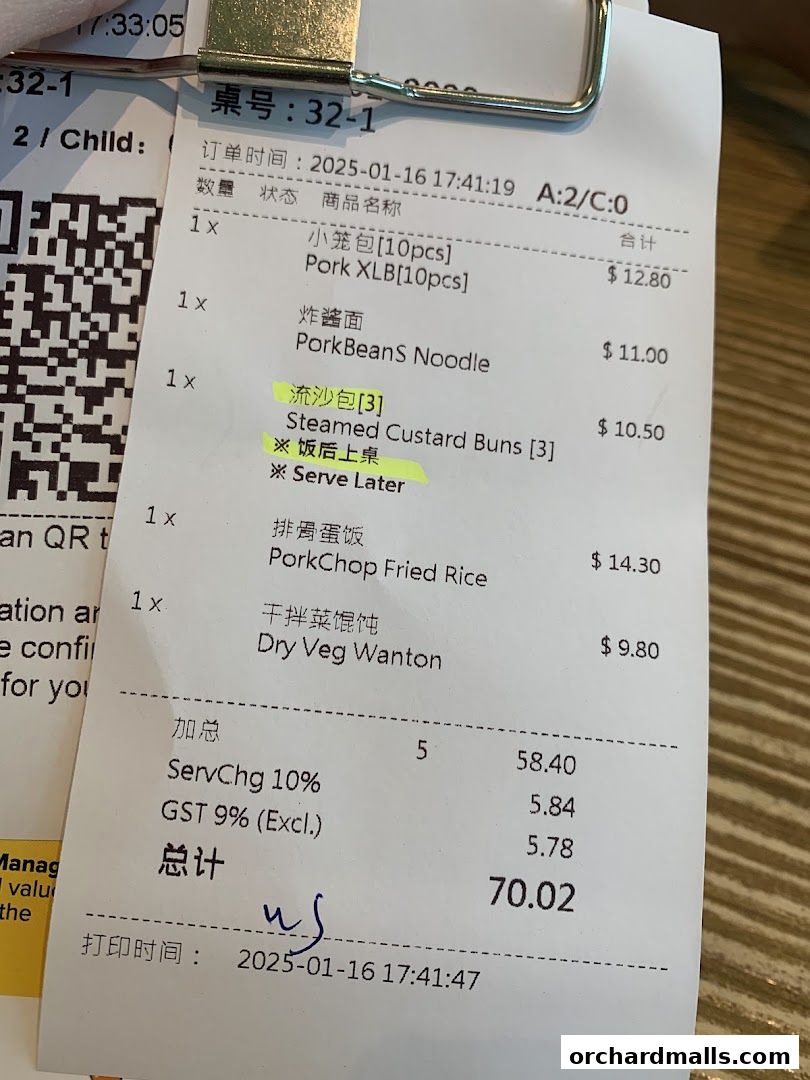 17:33:05
:32-1
2 / Child:
桌号：32-1
订单时间：2025-01-16 17:41:19 A:2/C:0
数量 状态 商品名称 合计
1 x 小笼包[10pcs] $ 12.80
Pork XLB[10pcs]
1 x 炸酱面 $ 11.00
PorkBeanS Noodle
1 x 流沙包[3] $ 10.50
Steamed Custard Buns [3]
※ 饭后上桌
※ Serve Later
1 x 排骨蛋饭 $ 14.30
PorkChop Fried Rice
1 x 干拌菜馄饨 $ 9.80
Dry Veg Wanton
加总 5 58.40
ServChg 10% 5.84
GST 9% (Excl.) 5.78
总计 70.02
打印时间： 2025-01-16 17:41:47
an QR t
ation an
e confi
for you
Manag
l value
the
orchardmalls.com